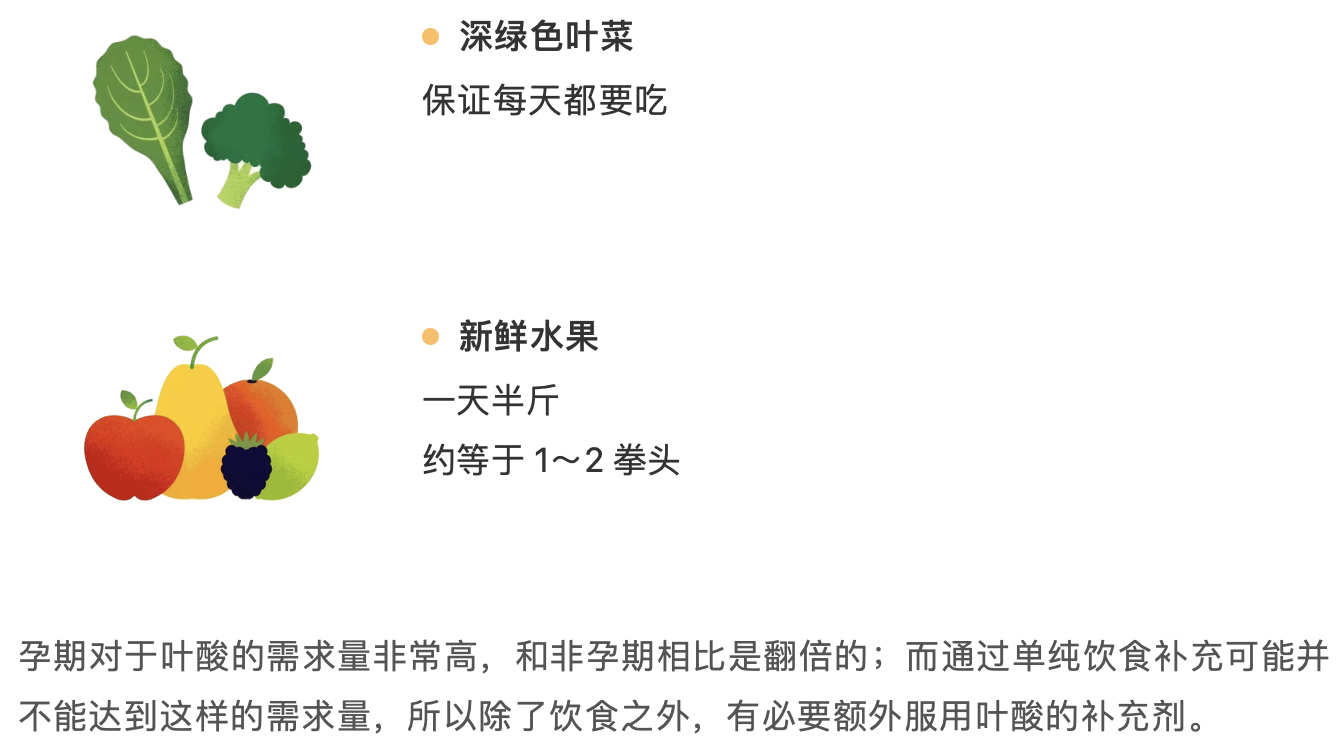 深绿色叶菜
保证每天都要吃
新鲜水果
一天半斤
约等于 1～2 拳头
孕期对于叶酸的需求量非常高，和非孕期相比是翻倍的；而通过单纯饮食补充可能并
不能达到这样的需求量，所以除了饮食之外，有必要额外服用叶酸的补充剂。